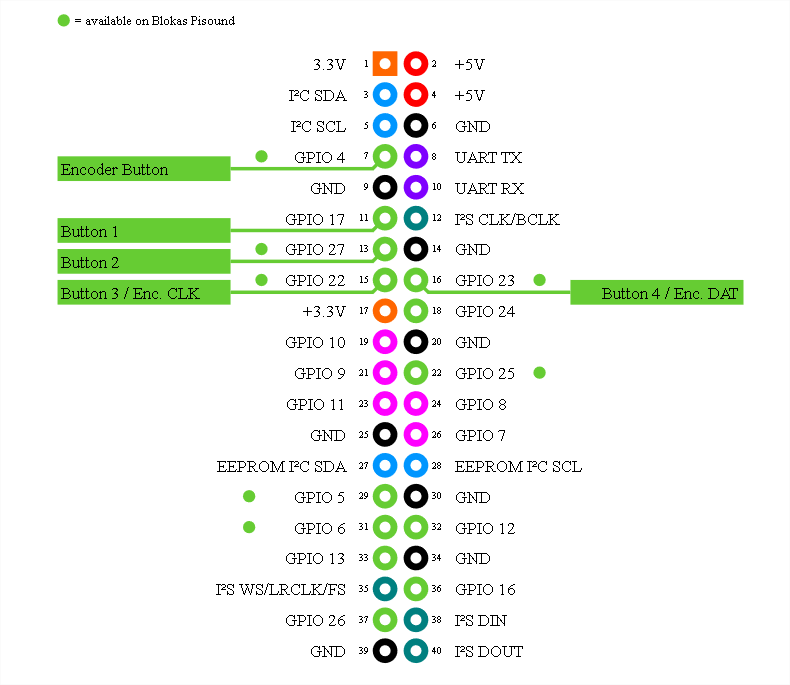 = available on Blokas Pisound
3.3V 1 2 +5V
I²C SDA 3 4 +5V
I²C SCL 5 6 GND
GPIO 4 7 8 UART TX
Encoder Button
GND 9 10 UART RX
GPIO 17 11 12 I²S CLK/BCLK
Button 1
GPIO 27 13 14 GND
Button 2
GPIO 22 15 16 GPIO 23
Button 3 / Enc. CLK Button 4 / Enc. DAT
+3.3V 17 18 GPIO 24
GPIO 10 19 20 GND
GPIO 9 21 22 GPIO 25
GPIO 11 23 24 GPIO 8
GND 25 26 GPIO 7
EEPROM I²C SDA 27 28 EEPROM I²C SCL
GPIO 5 29 30 GND
GPIO 6 31 32 GPIO 12
GPIO 13 33 34 GND
I²S WS/LRCLK/FS 35 36 GPIO 16
GPIO 26 37 38 I²S DIN
GND 39 40 I²S DOUT